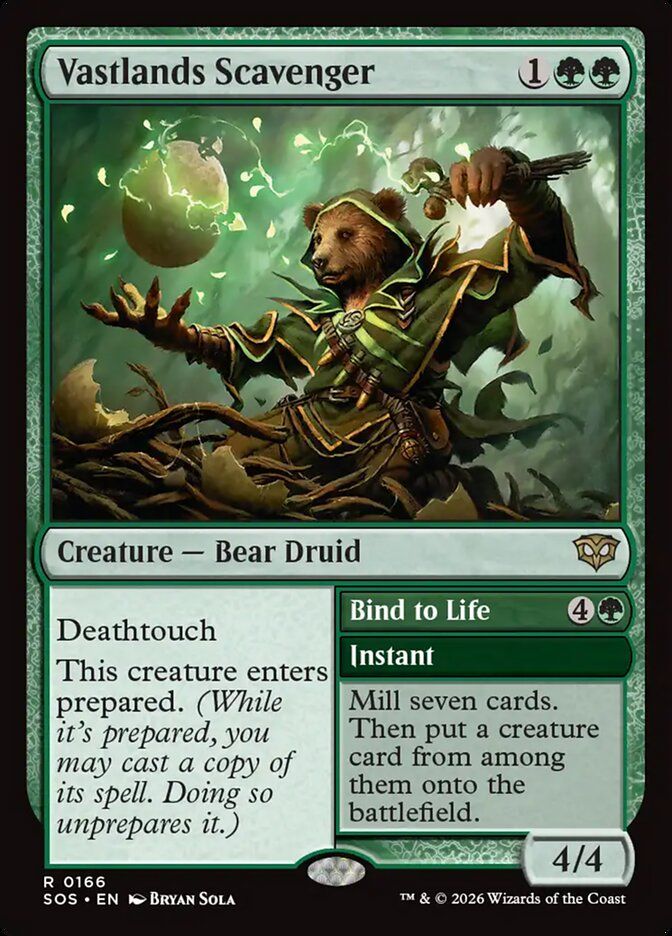 Vastlands Scavenger 1
Creature — Bear Druid
Deathtouch
This creature enters
prepared. (While
it's prepared, you
may cast a copy of
its spell. Doing so
unprepares it.)
Bind to Life 4
Instant
Mill seven cards.
Then put a creature
card from among
them onto the
battlefield.
4/4
R 0166
SOS • EN Bryan Sola
™ & © 2026 Wizards of the Coast